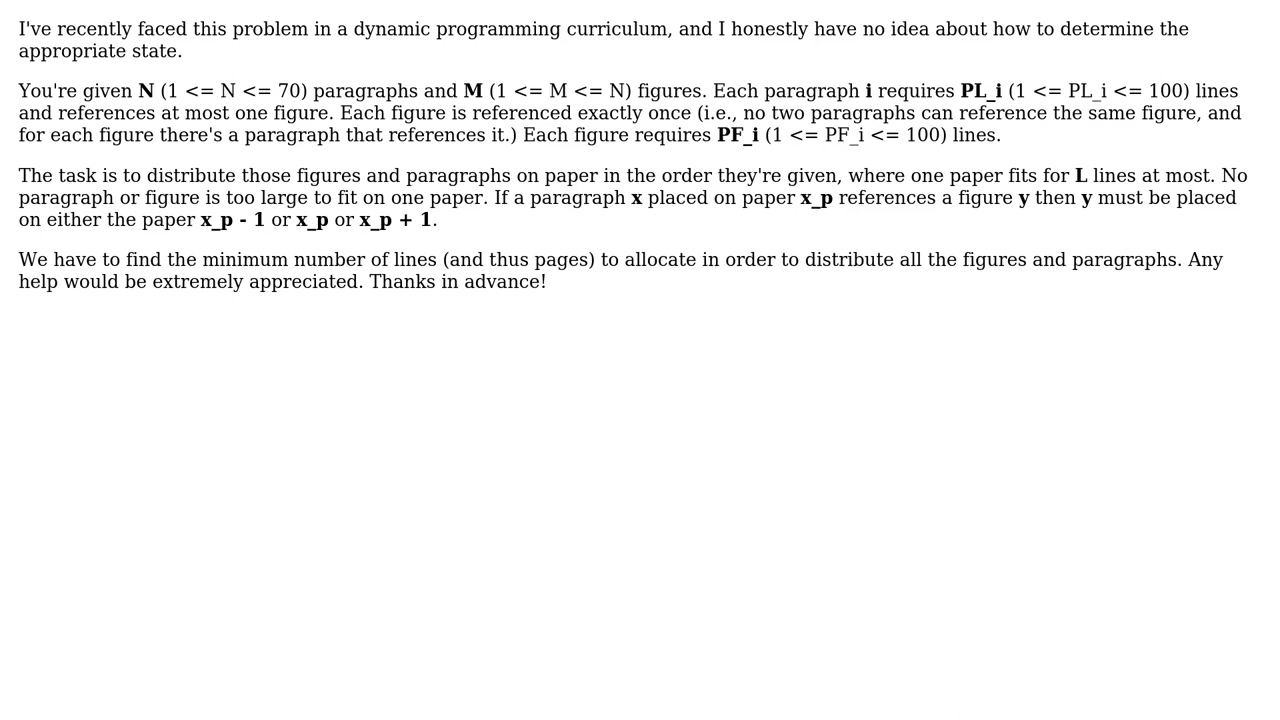 I've recently faced this problem in a dynamic programming curriculum, and I honestly have no idea about how to determine the
appropriate state.
You're given N (1 <= N <= 70) paragraphs and M (1 <= M <= N) figures. Each paragraph i requires PL_i (1 <= PL_i <= 100) lines
and references at most one figure. Each figure is referenced exactly once (i.e., no two paragraphs can reference the same figure, and
for each figure there's a paragraph that references it.) Each figure requires PF_i (1 <= PF_i <= 100) lines.
The task is to distribute those figures and paragraphs on paper in the order they're given, where one paper fits for L lines at most. No
paragraph or figure is too large to fit on one paper. If a paragraph x placed on paper x_p references a figure y then y must be placed
on either the paper x_p - 1 or x_p or x_p + 1.
We have to find the minimum number of lines (and thus pages) to allocate in order to distribute all the figures and paragraphs. Any
help would be extremely appreciated. Thanks in advance!